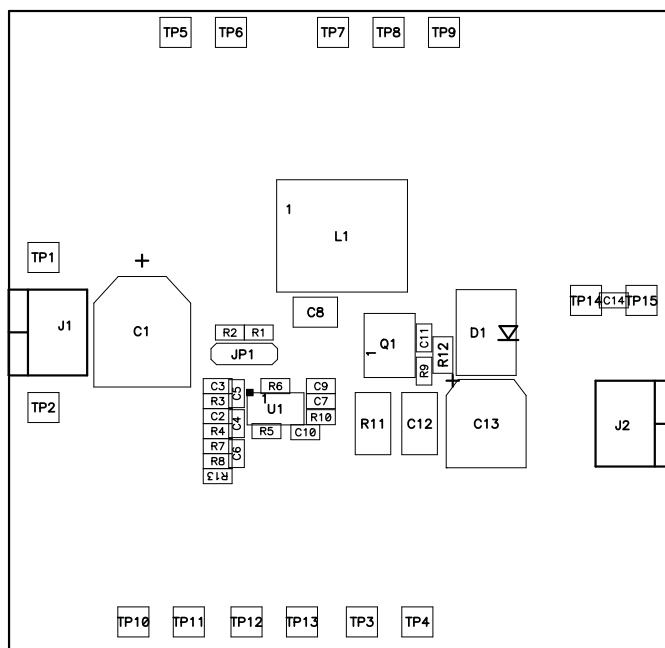 TP5 TP6 TP7 TP8 TP9
1
L1
TP1
+
TP14 C14 TP15
J1 C1 C8
R2 R1 C11 D1
1 Q1 R12
JP1
R9
+
C3 C5 R6 C9
R3 1 C7
TP2 C2 C4 U1 R10
R4 R5 C10 R11 C12 C13 J2
R7 C6
R8
R13
TP10 TP11 TP12 TP13 TP3 TP4